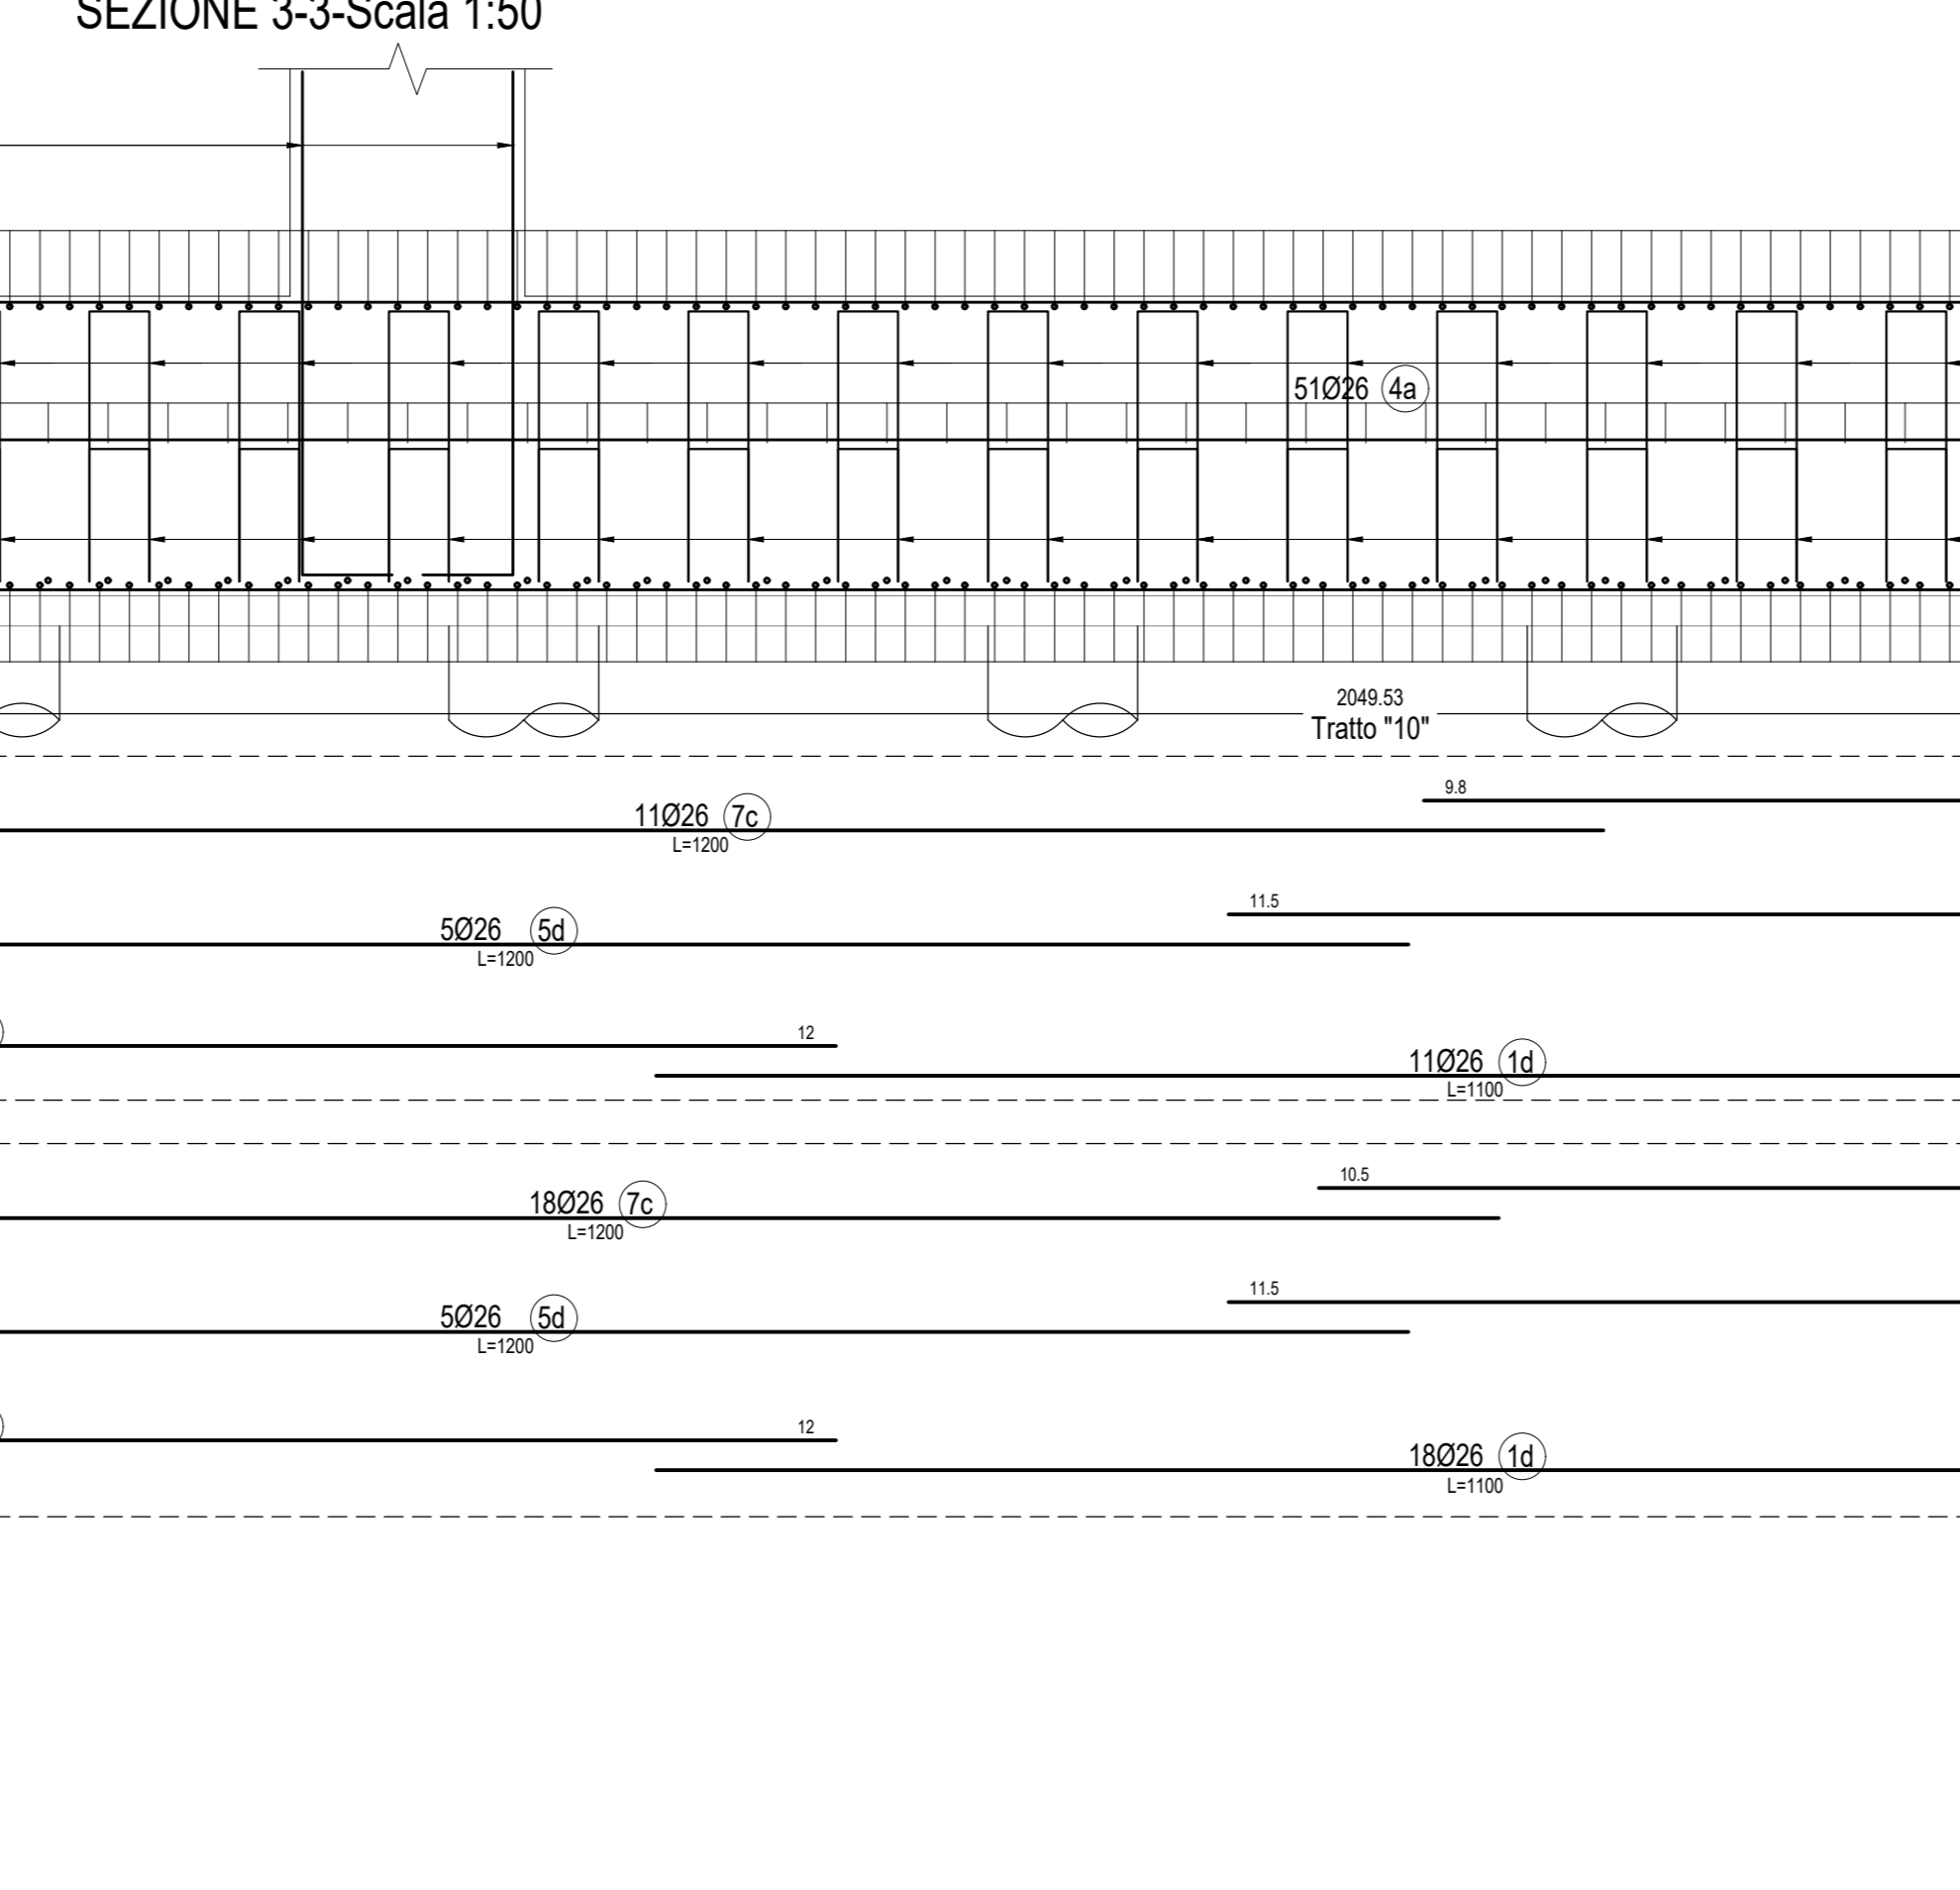 SEZIONE 3-3-Scala 1:50
51Ø26 4a
2049.53
Tratto "10"
9.8
11Ø26 7c
L=1200
11.5
5Ø26 5d
L=1200
12
11Ø26 1d
L=1100
10.5
18Ø26 7c
L=1200
11.5
5Ø26 5d
L=1200
12
18Ø26 1d
L=1100